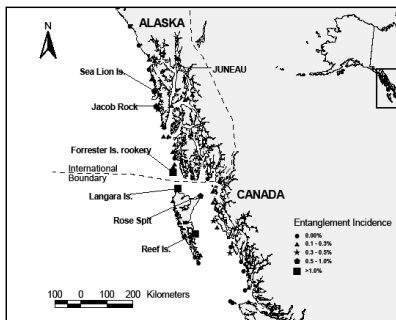 ALASKA
N
Sea Lion Is.
JUNEAU
Jacob Rock
Forrester Is. rookery
International
Boundary
Langara Is.
CANADA
Rose Spit
Reef Is.
Entanglement Incidence
0.00%
0.1 - 0.3%
0.3 - 0.5%
0.5 - 1.0%
>1.0%
100 0 100 200 Kilometers